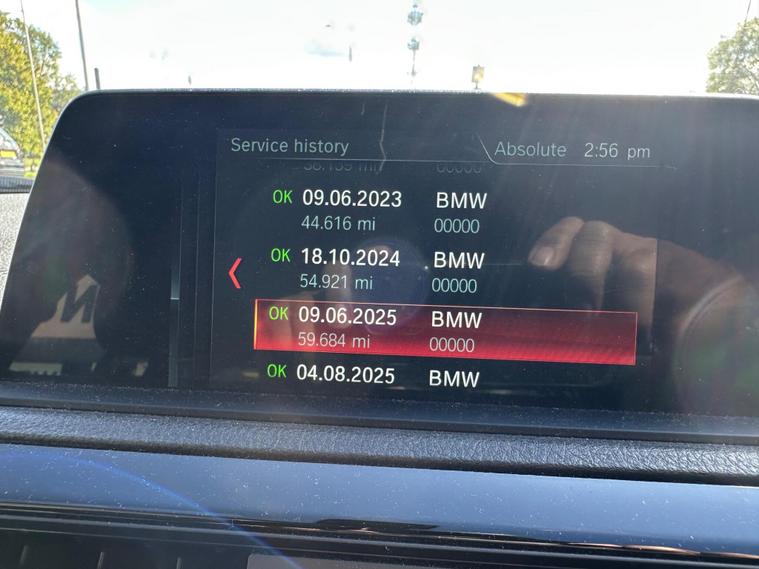 Service history
Absolute 2:56 pm
OK 09.06.2023 BMW
44.616 mi 00000
OK 18.10.2024 BMW
54.921 mi 00000
OK 09.06.2025 BMW
59.684 mi 00000
OK 04.08.2025 BMW